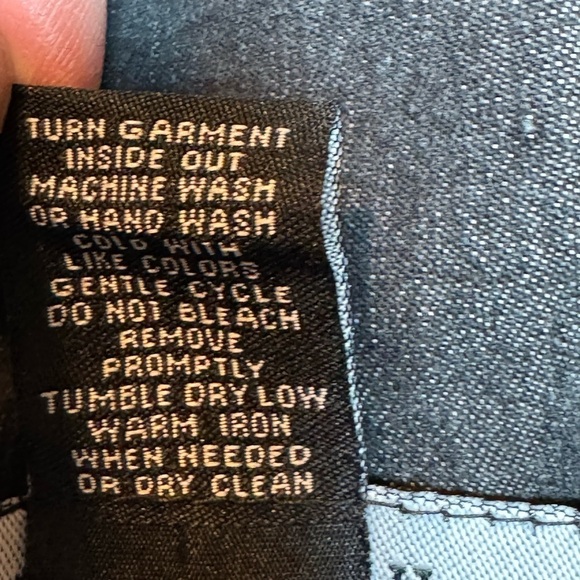 TURN GARMENT
INSIDE OUT
MACHINE WASH
OR HAND WASH
COLD WITH
LIKE COLORS
GENTLE CYCLE
DO NOT BLEACH
REMOVE
PROMPTLY
TUMBLE DRY LOW
WARM IRON
WHEN NEEDED
OR DRY CLEAN